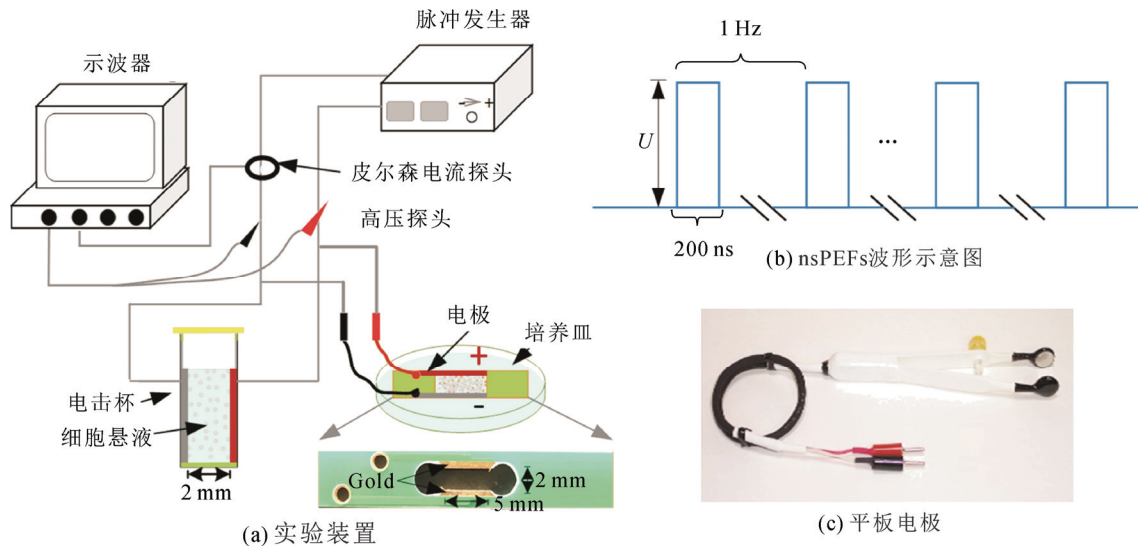 脉冲发生器
示波器
- +
皮尔森电流探头
高压探头
电极
培养皿
+
-
电击杯
细胞悬液
2 mm
Gold
2 mm
5 mm
(a) 实验装置
1 Hz
U
...
200 ns
(b) nsPEFs波形示意图
(c) 平板电极